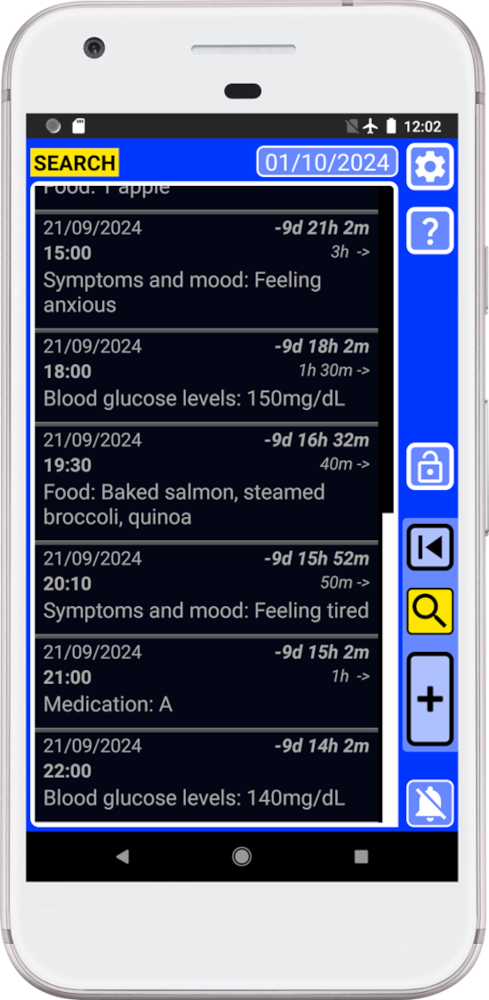 12:02
SEARCH
01/10/2024
Food: 1 apple
21/09/2024 -9d 21h 2m
15:00 3h ->
Symptoms and mood: Feeling
anxious
21/09/2024 -9d 18h 2m
18:00 1h 30m ->
Blood glucose levels: 150mg/dL
21/09/2024 -9d 16h 32m
19:30 40m ->
Food: Baked salmon, steamed
broccoli, quinoa
21/09/2024 -9d 15h 52m
20:10 50m ->
Symptoms and mood: Feeling tired
21/09/2024 -9d 15h 2m
21:00 1h ->
Medication: A
21/09/2024 -9d 14h 2m
22:00
Blood glucose levels: 140mg/dL